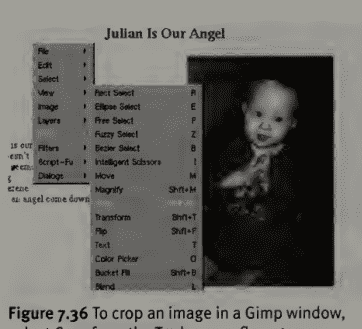 Julian Is Our Angel
File
Edit
Select
View
Image
Layers
Filters
Script-Fu
Dialogs
Rect Select R
Ellipse Select E
Free Select F
Fuzzy Select Z
Bezier Select B
Intelligent Scissors I
Move M
Magnify Shft+M
Transform Shft+T
Flip Shft+F
Text T
Color Picker O
Bucket Fill Shft+B
Blend L
is our
an angel come down
Figure 7.36 To crop an image in a Gimp window,